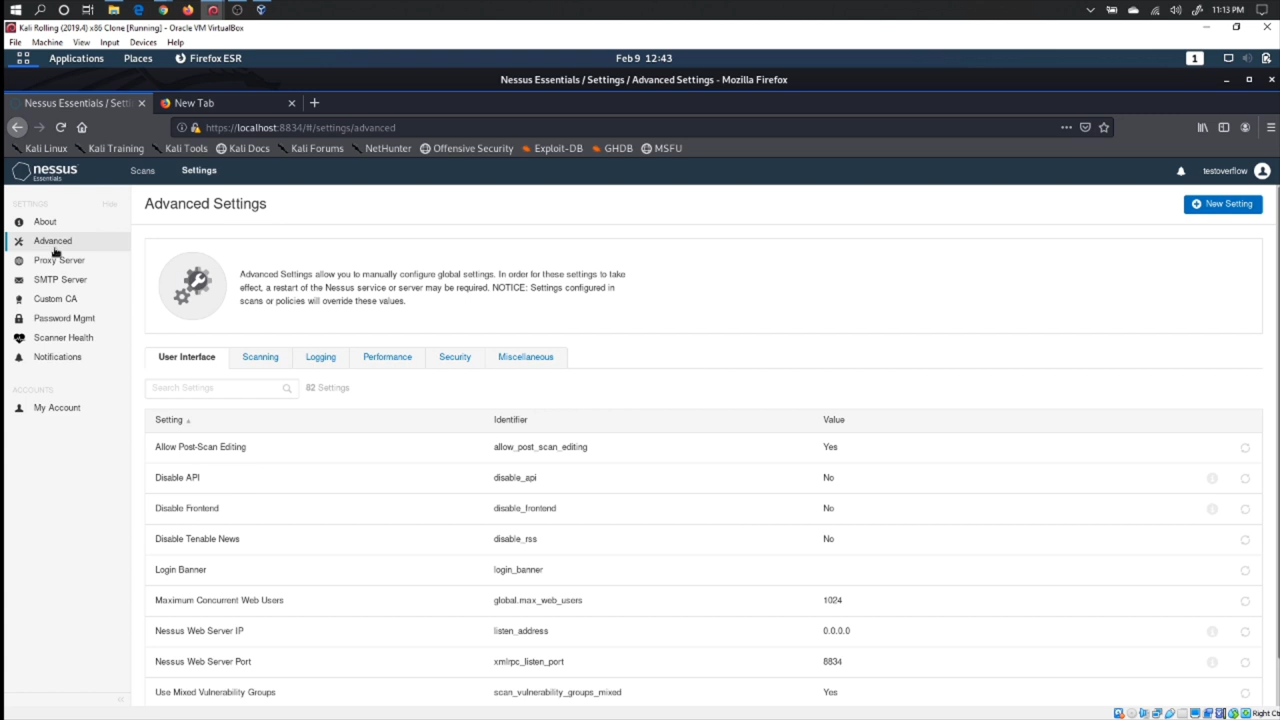 11:13 PM
Kali Rolling (2019.4) x86 Clone [Running] - Oracle VM VirtualBox
File Machine View Input Devices Help
Applications Places Firefox ESR Feb 9 12:43 1
Nessus Essentials / Settings / Advanced Settings - Mozilla Firefox
Nessus Essentials / Setti New Tab
https://localhost:8834/#/settings/advanced
Kali Linux Kali Training Kali Tools Kali Docs Kali Forums NetHunter Offensive Security Exploit-DB GHDB MSFU
nessus Essentials Scans Settings testoverflow
SETTINGS Hide
About
Advanced
Proxy Server
SMTP Server
Custom CA
Password Mgmt
Scanner Health
Notifications
ACCOUNTS
My Account
Advanced Settings New Setting
Advanced Settings allow you to manually configure global settings. In order for these settings to take
effect, a restart of the Nessus service or server may be required. NOTICE: Settings configured in
scans or policies will override these values.
User Interface Scanning Logging Performance Security Miscellaneous
Search Settings 82 Settings
Setting Identifier Value
Allow Post-Scan Editing allow_post_scan_editing Yes
Disable API disable_api No
Disable Frontend disable_frontend No
Disable Tenable News disable_rss No
Login Banner login_banner
Maximum Concurrent Web Users global.max_web_users 1024
Nessus Web Server IP listen_address 0.0.0.0
Nessus Web Server Port xmlrpc_listen_port 8834
Use Mixed Vulnerability Groups scan_vulnerability_groups_mixed Yes
Right Ct